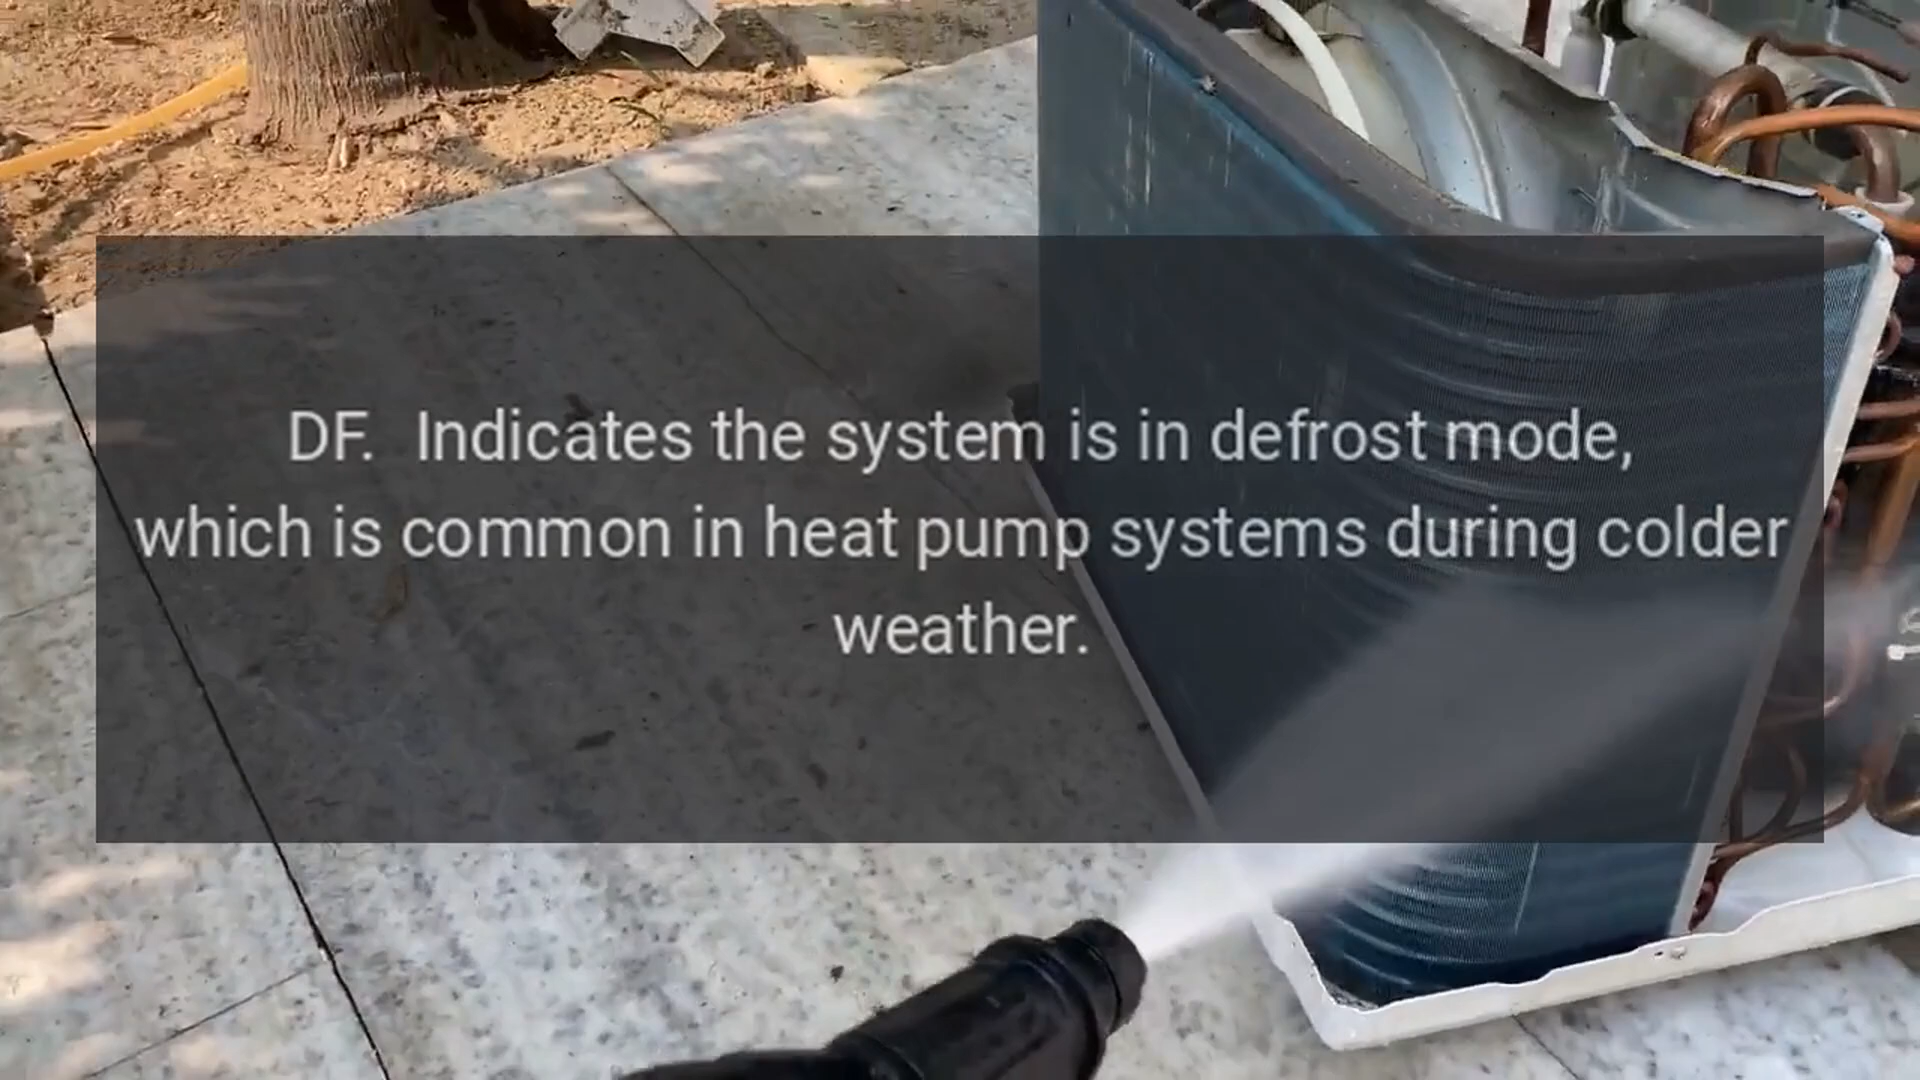 DF.  Indicates the system is in defrost mode,
which is common in heat pump systems during colder
weather.